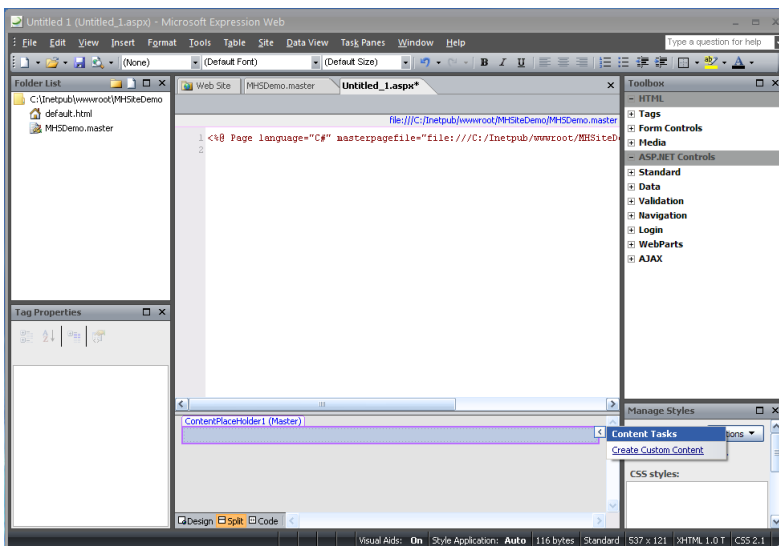 Untitled 1 (Untitled_1.aspx) - Microsoft Expression Web
File Edit View Insert Format Tools Table Site Data View Task Panes Window Help
Type a question for help
(None) (Default Font) (Default Size) B I U A
Folder List
C:\Inetpub\wwwroot\MHSiteDemo
default.html
MHSDemo.master
Tag Properties
Web Site MHSDemo.master Untitled_1.aspx*
file:///C:/Inetpub/wwwroot/MHSiteDemo/MHSDemo.master
1 <%@ Page language="C#" masterpagefile="file:///C:/Inetpub/wwwroot/MHSiteD
2
ContentPlaceHolder1 (Master)
Content Tasks
Create Custom Content
Design Split Code
Toolbox
HTML
Tags
Form Controls
Media
ASP.NET Controls
Standard
Data
Validation
Navigation
Login
WebParts
AJAX
Manage Styles
CSS styles:
Visual Aids: On Style Application: Auto 116 bytes Standard 537 x 121 XHTML 1.0 T CSS 2.1